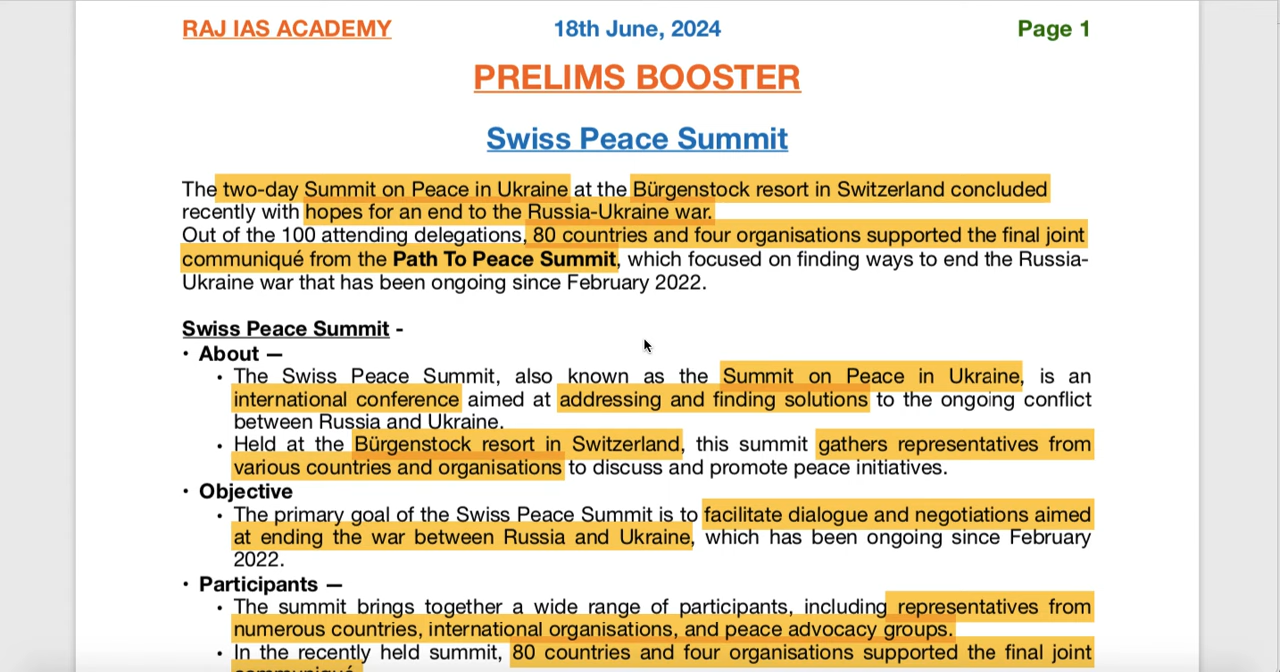 RAJ IAS ACADEMY 18th June, 2024 Page 1
PRELIMS BOOSTER
Swiss Peace Summit
The two-day Summit on Peace in Ukraine at the Bürgenstock resort in Switzerland concluded
recently with hopes for an end to the Russia-Ukraine war.
Out of the 100 attending delegations, 80 countries and four organisations supported the final joint
communiqué from the Path To Peace Summit, which focused on finding ways to end the Russia-
Ukraine war that has been ongoing since February 2022.
Swiss Peace Summit -
• About —
• The Swiss Peace Summit, also known as the Summit on Peace in Ukraine, is an
international conference aimed at addressing and finding solutions to the ongoing conflict
between Russia and Ukraine.
• Held at the Bürgenstock resort in Switzerland, this summit gathers representatives from
various countries and organisations to discuss and promote peace initiatives.
• Objective
• The primary goal of the Swiss Peace Summit is to facilitate dialogue and negotiations aimed
at ending the war between Russia and Ukraine, which has been ongoing since February
2022.
• Participants —
• The summit brings together a wide range of participants, including representatives from
numerous countries, international organisations, and peace advocacy groups.
• In the recently held summit, 80 countries and four organisations supported the final joint